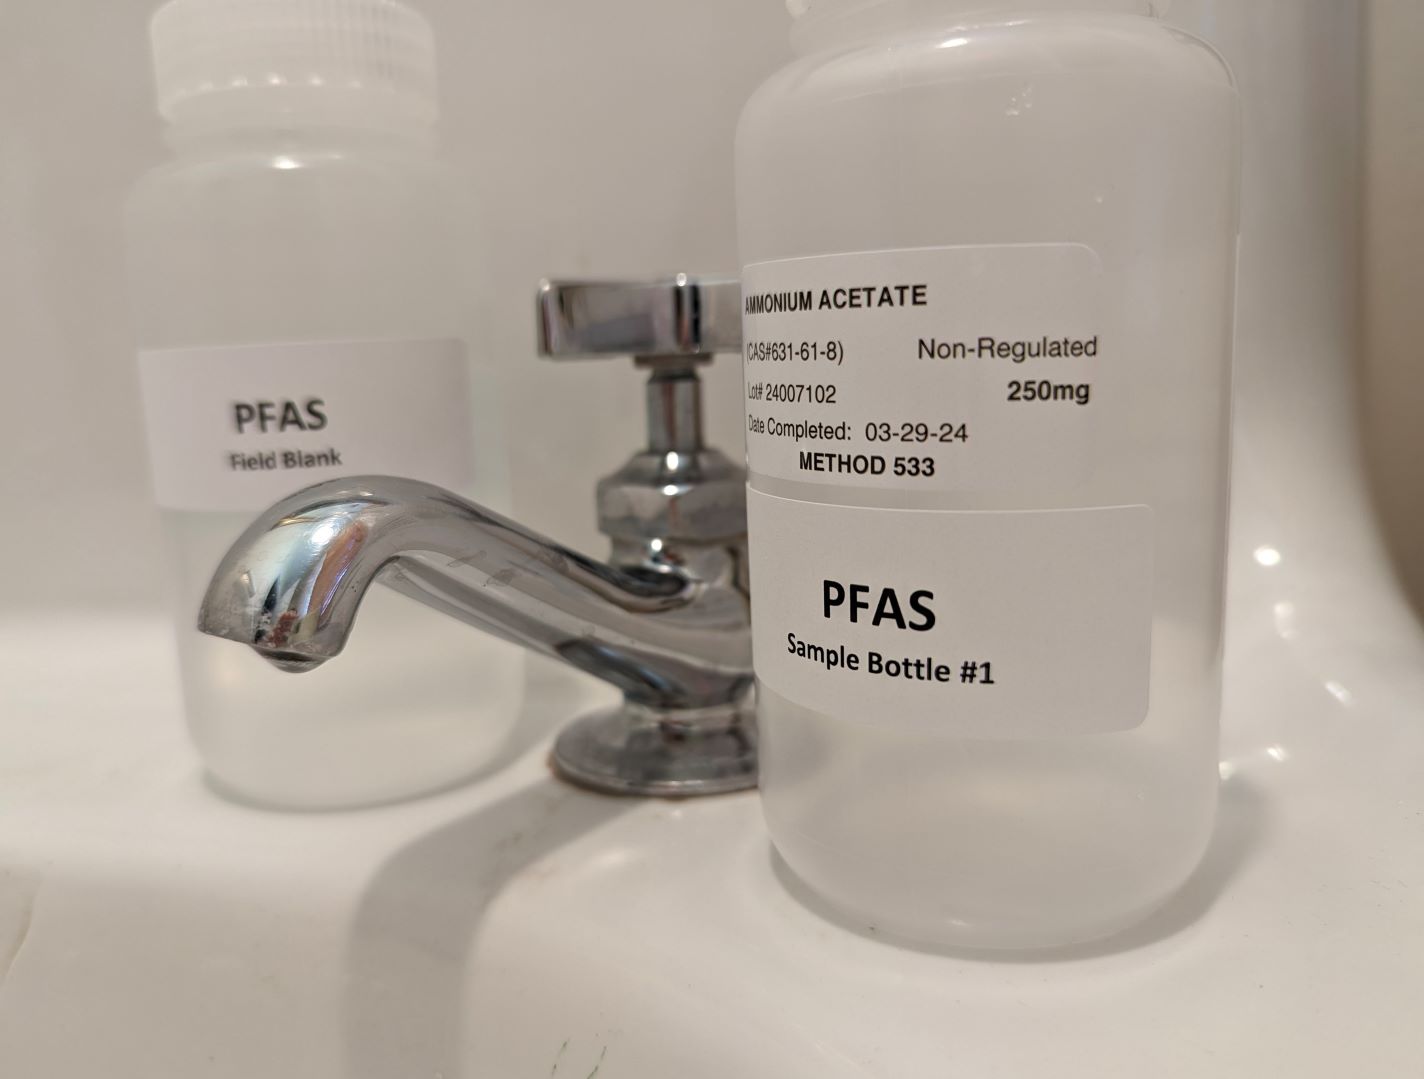 PFAS
Field Blank
AMMONIUM ACETATE
(CAS#631-61-8) Non-Regulated
Lot# 24007102 250mg
Date Completed: 03-29-24
METHOD 533
PFAS
Sample Bottle #1